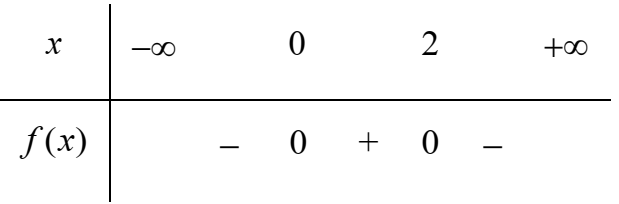 x −∞ 0 2 +∞
f(x) − 0 + 0 −